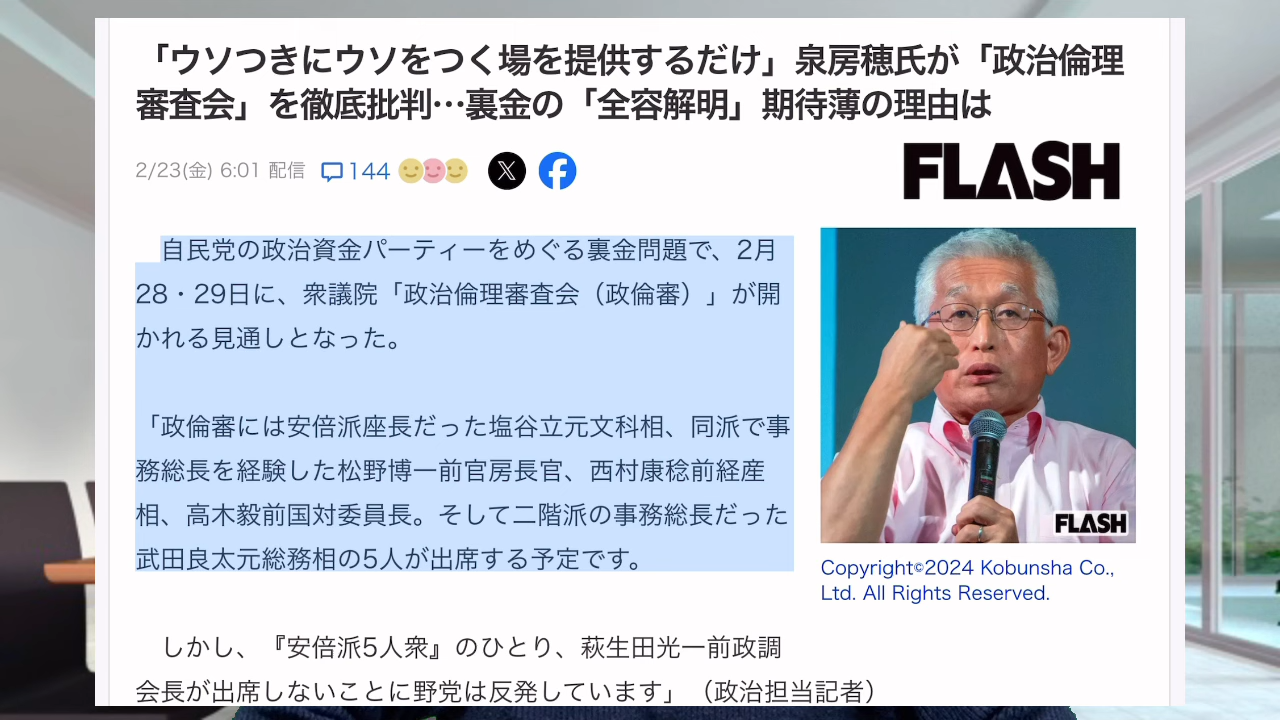 「ウソつきにウソをつく場を提供するだけ」泉房穂氏が「政治倫理
審査会」を徹底批判…裏金の「全容解明」期待薄の理由は
2/23(金) 6:01 配信 144
FLASH
自民党の政治資金パーティーをめぐる裏金問題で、2月
28・29日に、衆議院「政治倫理審査会（政倫審）」が開
かれる見通しとなった。
「政倫審には安倍派座長だった塩谷立元文科相、同派で事
務総長を経験した松野博一前官房長官、西村康稔前経産
相、高木毅前国対委員長。そして二階派の事務総長だった
武田良太元総務相の5人が出席する予定です。
しかし、『安倍派5人衆』のひとり、萩生田光一前政調
会長が出席しないことに野党は反発しています」（政治担当記者）
FLASH
Copyright©2024 Kobunsha Co.,
Ltd. All Rights Reserved.